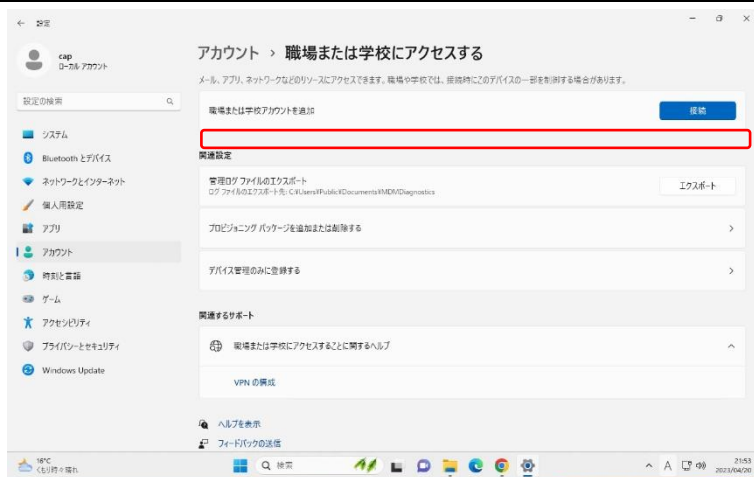 ← 設定
cap
ローカル アカウント
設定の検索
システム
Bluetooth とデバイス
ネットワークとインターネット
個人用設定
アプリ
アカウント
時刻と言語
ゲーム
アクセシビリティ
プライバシーとセキュリティ
Windows Update
アカウント › 職場または学校にアクセスする
メール、アプリ、ネットワークなどのリソースにアクセスできます。職場や学校では、接続時にこのデバイスの一部を制御する場合があります。
職場または学校アカウントを追加
接続
関連設定
管理ログ ファイルのエクスポート
ログ ファイルのエクスポート先: C:¥Users¥Public¥Documents¥MDMDiagnostics
エクスポート
プロビジョニング パッケージを追加または削除する
デバイス管理のみに登録する
関連するサポート
職場または学校にアクセスすることに関するヘルプ
VPN の構成
ヘルプを表示
フィードバックの送信
16°C
くもり時々晴れ
検索
A
21:53
2023/04/20